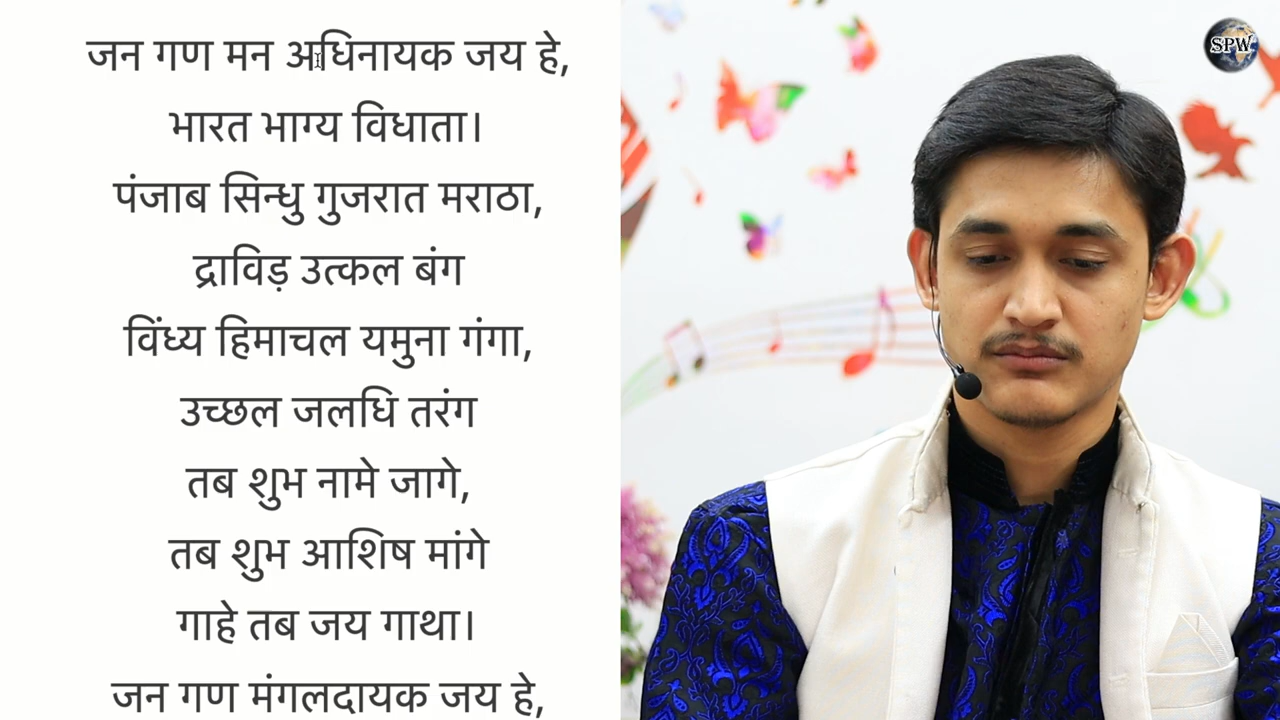 जन गण मन अधिनायक जय हे,
भारत भाग्य विधाता।
पंजाब सिन्धु गुजरात मराठा,
द्राविड़ उत्कल बंग
विंध्य हिमाचल यमुना गंगा,
उच्छल जलधि तरंग
तब शुभ नामे जागे,
तब शुभ आशिष मांगे
गाहे तब जय गाथा।
जन गण मंगलदायक जय हे,
SPW